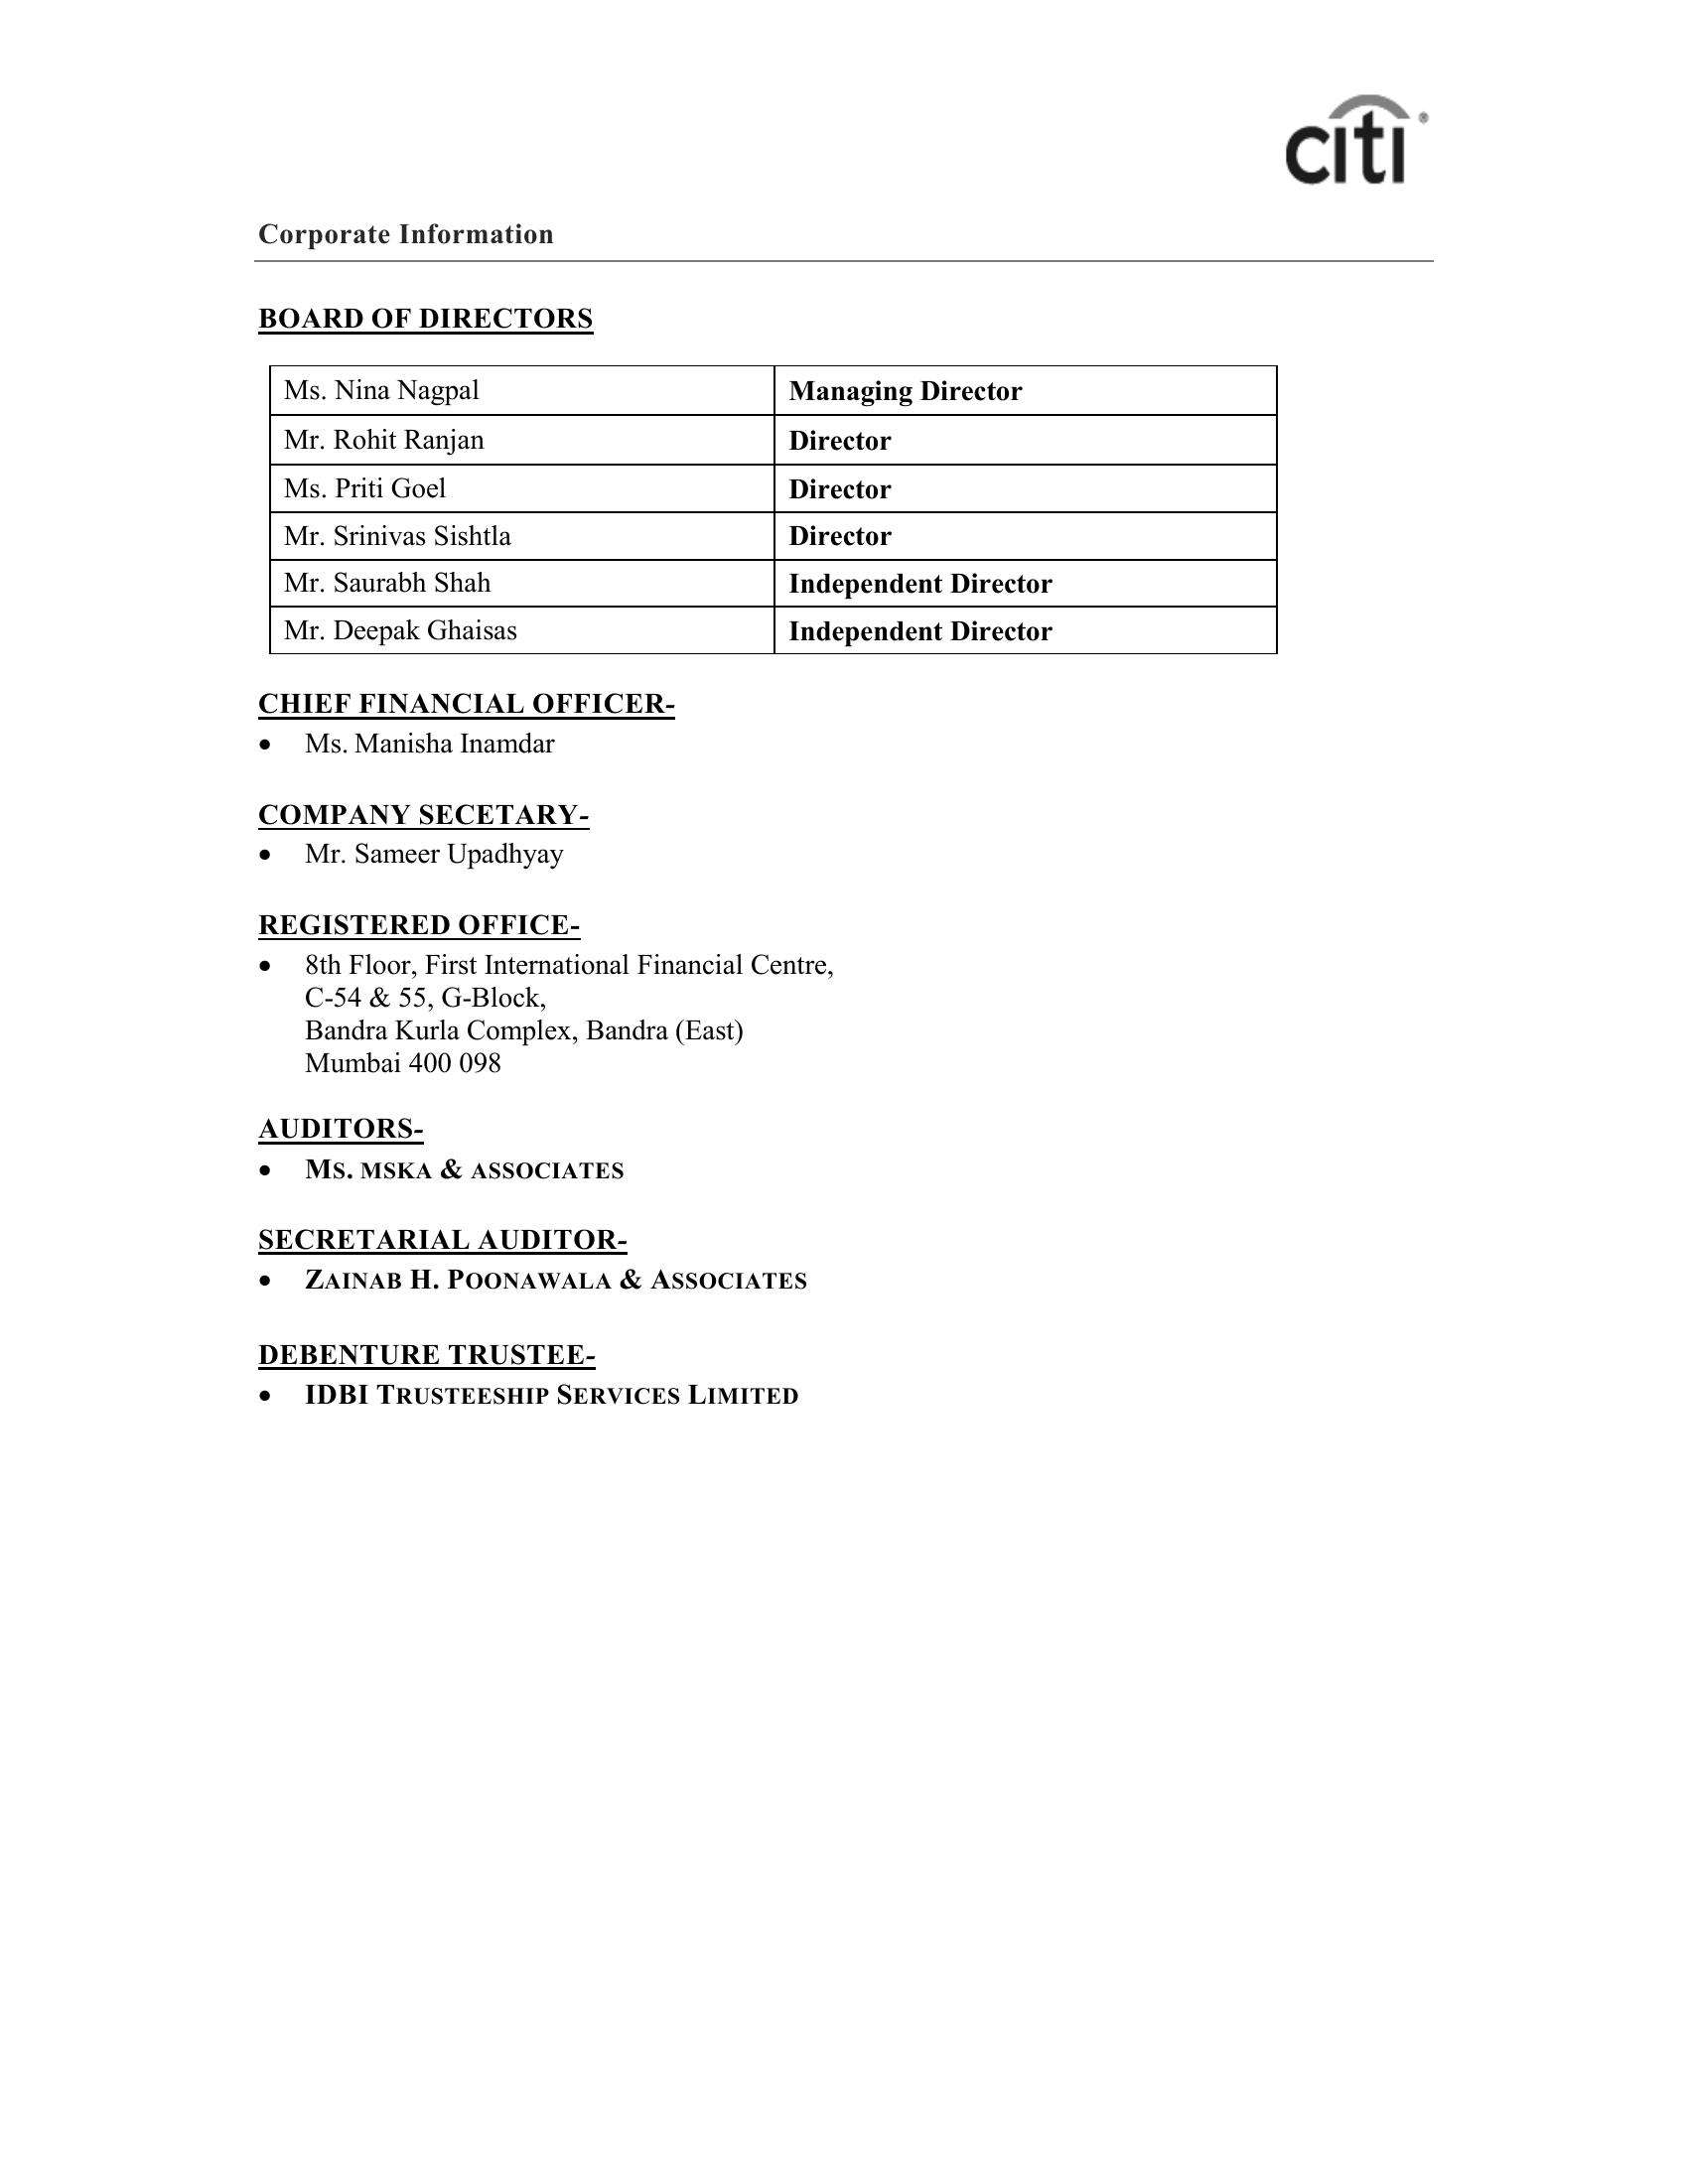 citi
Corporate Information
BOARD OF DIRECTORS
Ms. Nina Nagpal Managing Director
Mr. Rohit Ranjan Director
Ms. Priti Goel Director
Mr. Srinivas Sishtla Director
Mr. Saurabh Shah Independent Director
Mr. Deepak Ghaisas Independent Director
CHIEF FINANCIAL OFFICER-
• Ms. Manisha Inamdar
COMPANY SECETARY-
• Mr. Sameer Upadhyay
REGISTERED OFFICE-
• 8th Floor, First International Financial Centre,
C-54 & 55, G-Block,
Bandra Kurla Complex, Bandra (East)
Mumbai 400 098
AUDITORS-
• MS. MSKA & ASSOCIATES
SECRETARIAL AUDITOR-
• ZAINAB H. POONAWALA & ASSOCIATES
DEBENTURE TRUSTEE-
• IDBI TRUSTEESHIP SERVICES LIMITED